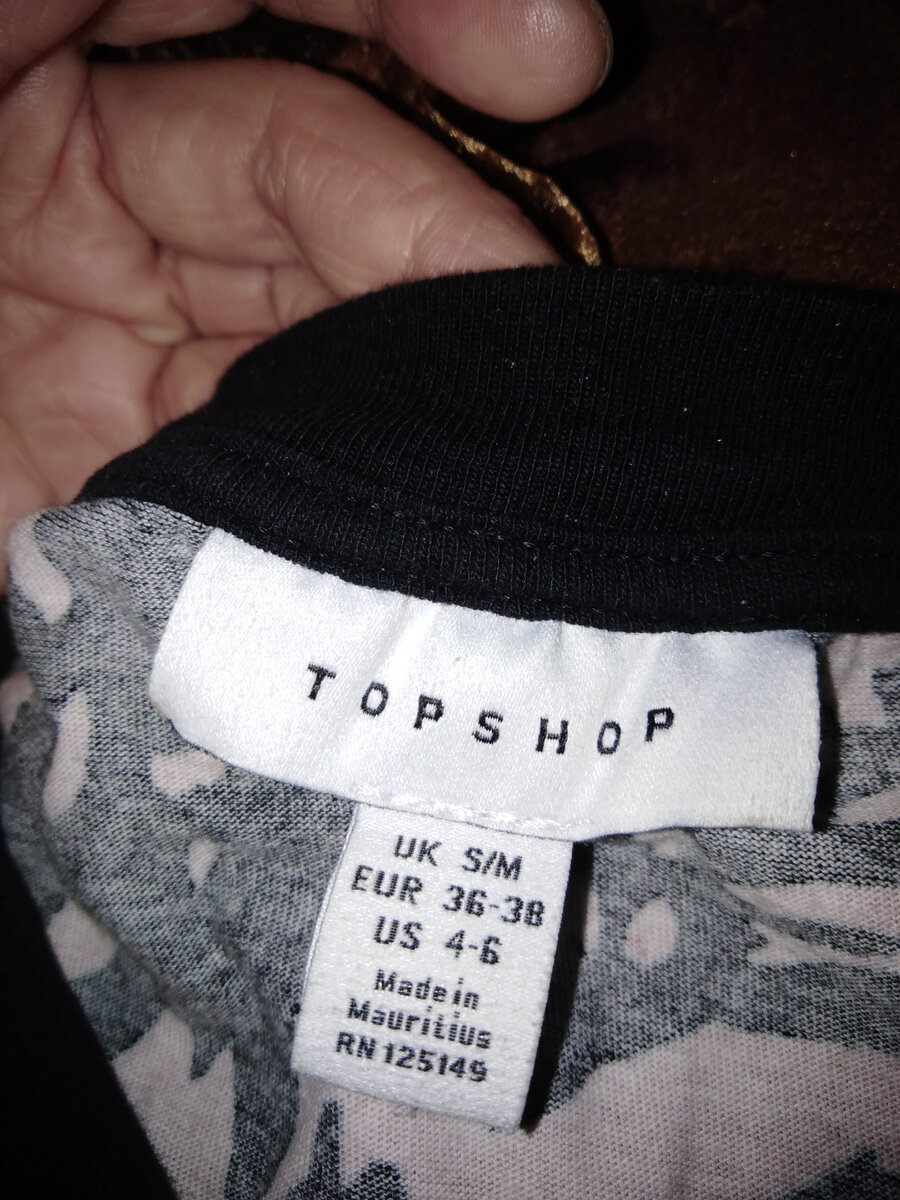 TOPSHOP
UK S/M
EUR 36-38
US 4-6
Made in
Mauritius
RN 125149